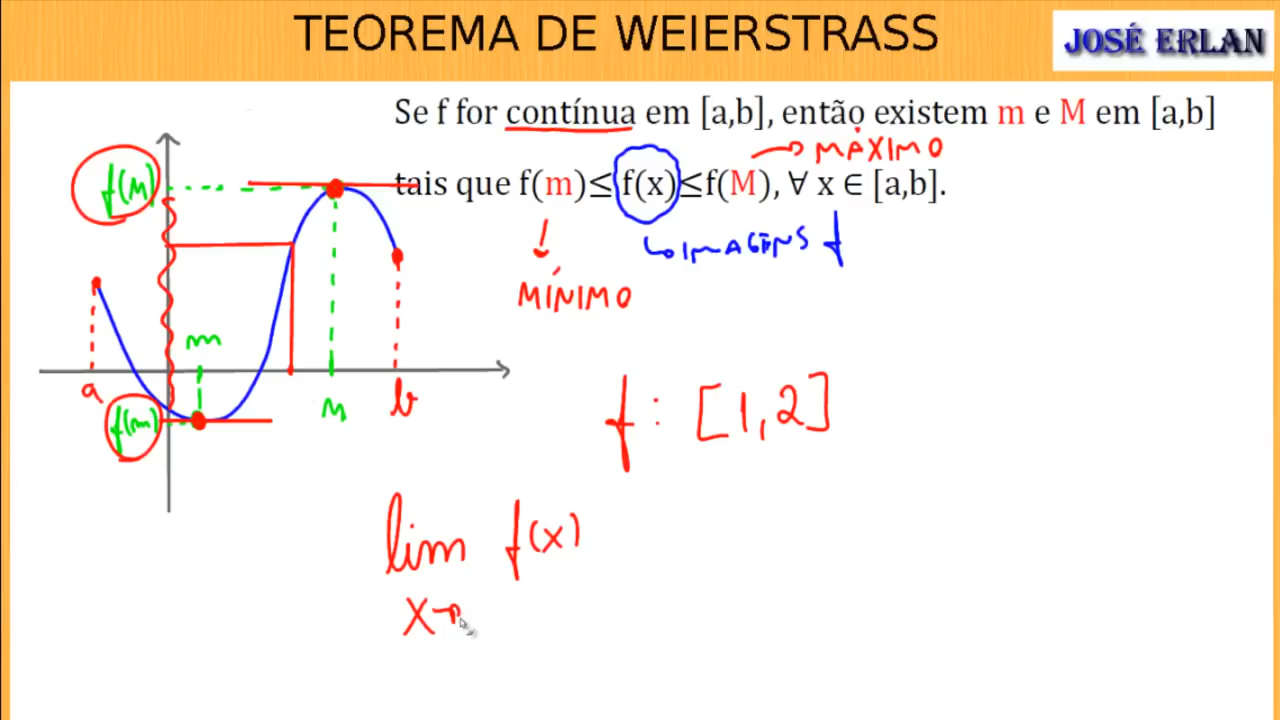 TEOREMA DE WEIERSTRASS
JOSÉ ERLAN
Se f for contínua em [a,b], então existem m e M em [a,b]
MÁXIMO
tais que f(m)≤ f(x) ≤f(M), ∀ x ∈ [a,b].
IMAGENS f
MÍNIMO
f(M)
m
a
M
b
f(m)
f : [1,2]
lim f(x)
x→